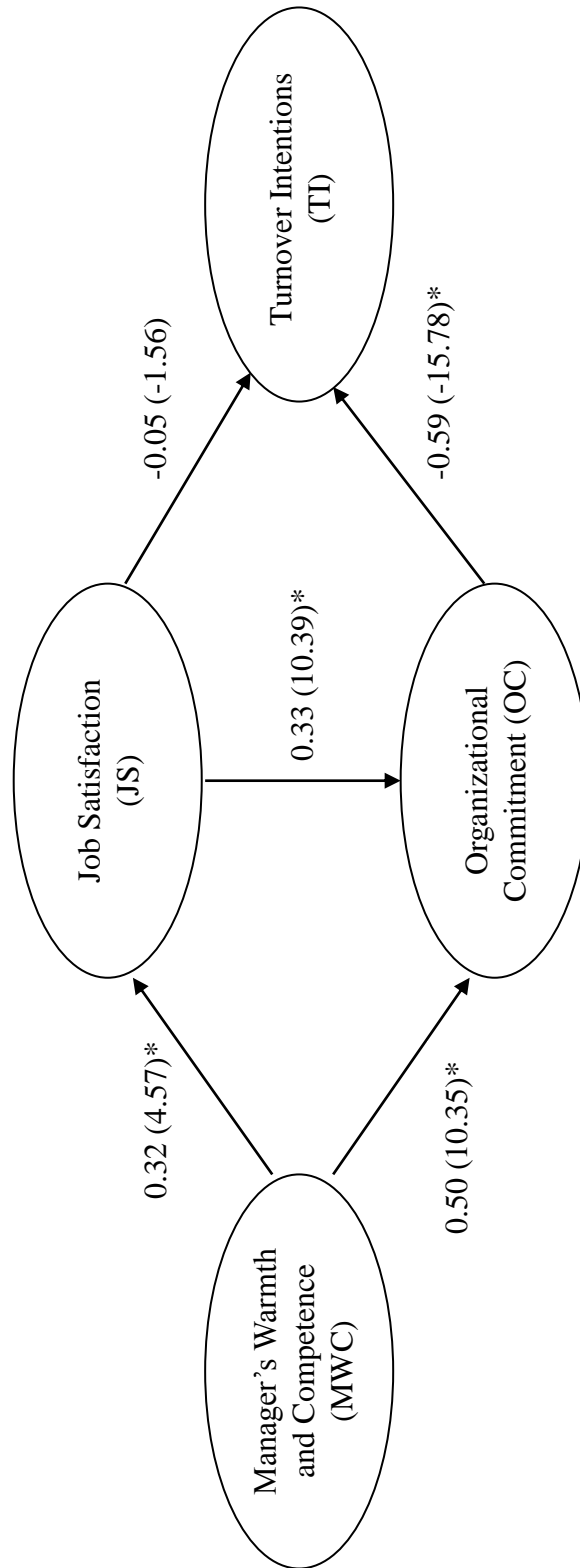 Manager’s Warmth
and Competence
(MWC)
0.32 (4.57)*
0.50 (10.35)*
Job Satisfaction
(JS)
0.33 (10.39)*
Organizational
Commitment (OC)
-0.05 (-1.56)
-0.59 (-15.78)*
Turnover Intentions
(TI)